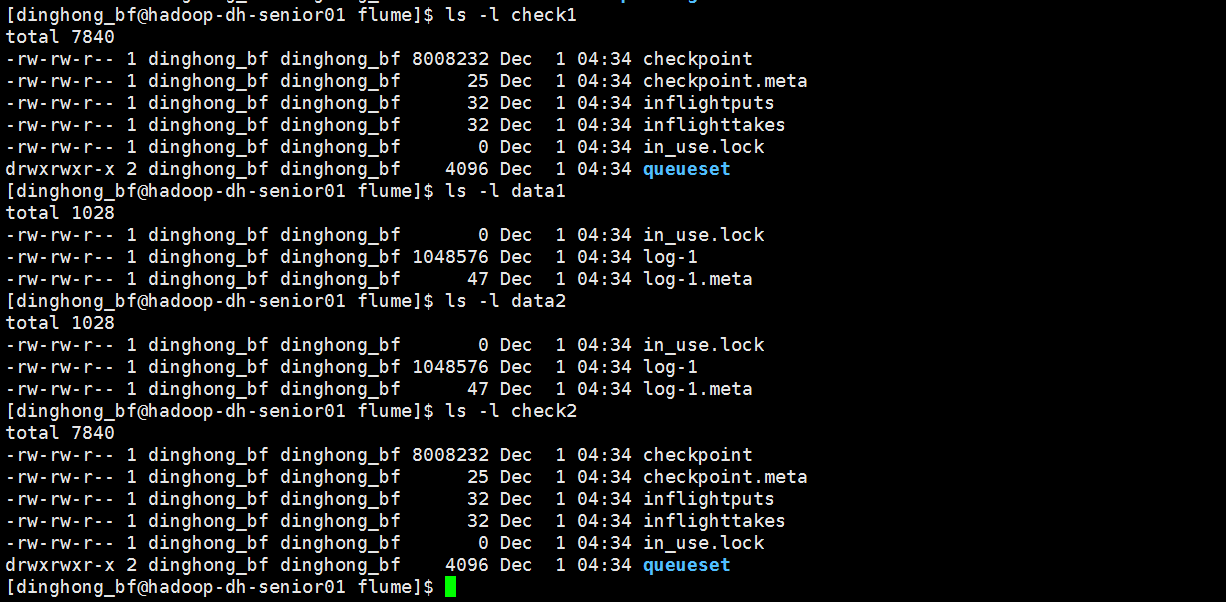 [dinghong_bf@hadoop-dh-senior01 flume]$ ls -l check1
total 7840
-rw-rw-r-- 1 dinghong_bf dinghong_bf 8008232 Dec  1 04:34 checkpoint
-rw-rw-r-- 1 dinghong_bf dinghong_bf      25 Dec  1 04:34 checkpoint.meta
-rw-rw-r-- 1 dinghong_bf dinghong_bf      32 Dec  1 04:34 inflightputs
-rw-rw-r-- 1 dinghong_bf dinghong_bf      32 Dec  1 04:34 inflighttakes
-rw-rw-r-- 1 dinghong_bf dinghong_bf       0 Dec  1 04:34 in_use.lock
drwxrwxr-x 2 dinghong_bf dinghong_bf    4096 Dec  1 04:34 queueset
[dinghong_bf@hadoop-dh-senior01 flume]$ ls -l data1
total 1028
-rw-rw-r-- 1 dinghong_bf dinghong_bf       0 Dec  1 04:34 in_use.lock
-rw-rw-r-- 1 dinghong_bf dinghong_bf 1048576 Dec  1 04:34 log-1
-rw-rw-r-- 1 dinghong_bf dinghong_bf      47 Dec  1 04:34 log-1.meta
[dinghong_bf@hadoop-dh-senior01 flume]$ ls -l data2
total 1028
-rw-rw-r-- 1 dinghong_bf dinghong_bf       0 Dec  1 04:34 in_use.lock
-rw-rw-r-- 1 dinghong_bf dinghong_bf 1048576 Dec  1 04:34 log-1
-rw-rw-r-- 1 dinghong_bf dinghong_bf      47 Dec  1 04:34 log-1.meta
[dinghong_bf@hadoop-dh-senior01 flume]$ ls -l check2
total 7840
-rw-rw-r-- 1 dinghong_bf dinghong_bf 8008232 Dec  1 04:34 checkpoint
-rw-rw-r-- 1 dinghong_bf dinghong_bf      25 Dec  1 04:34 checkpoint.meta
-rw-rw-r-- 1 dinghong_bf dinghong_bf      32 Dec  1 04:34 inflightputs
-rw-rw-r-- 1 dinghong_bf dinghong_bf      32 Dec  1 04:34 inflighttakes
-rw-rw-r-- 1 dinghong_bf dinghong_bf       0 Dec  1 04:34 in_use.lock
drwxrwxr-x 2 dinghong_bf dinghong_bf    4096 Dec  1 04:34 queueset
[dinghong_bf@hadoop-dh-senior01 flume]$